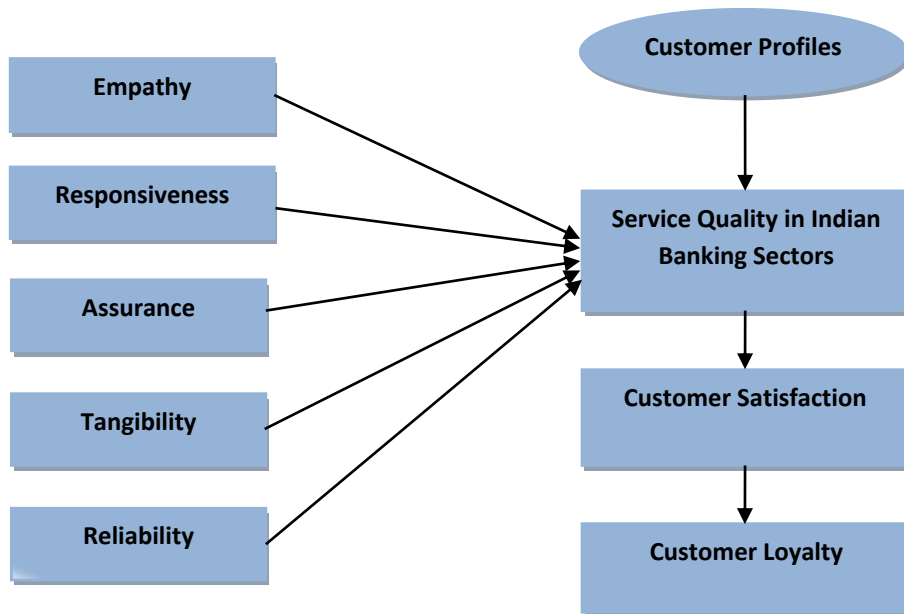 Customer Profiles
Empathy
Responsiveness
Service Quality in Indian
Banking Sectors
Assurance
Customer Satisfaction
Tangibility
Reliability
Customer Loyalty